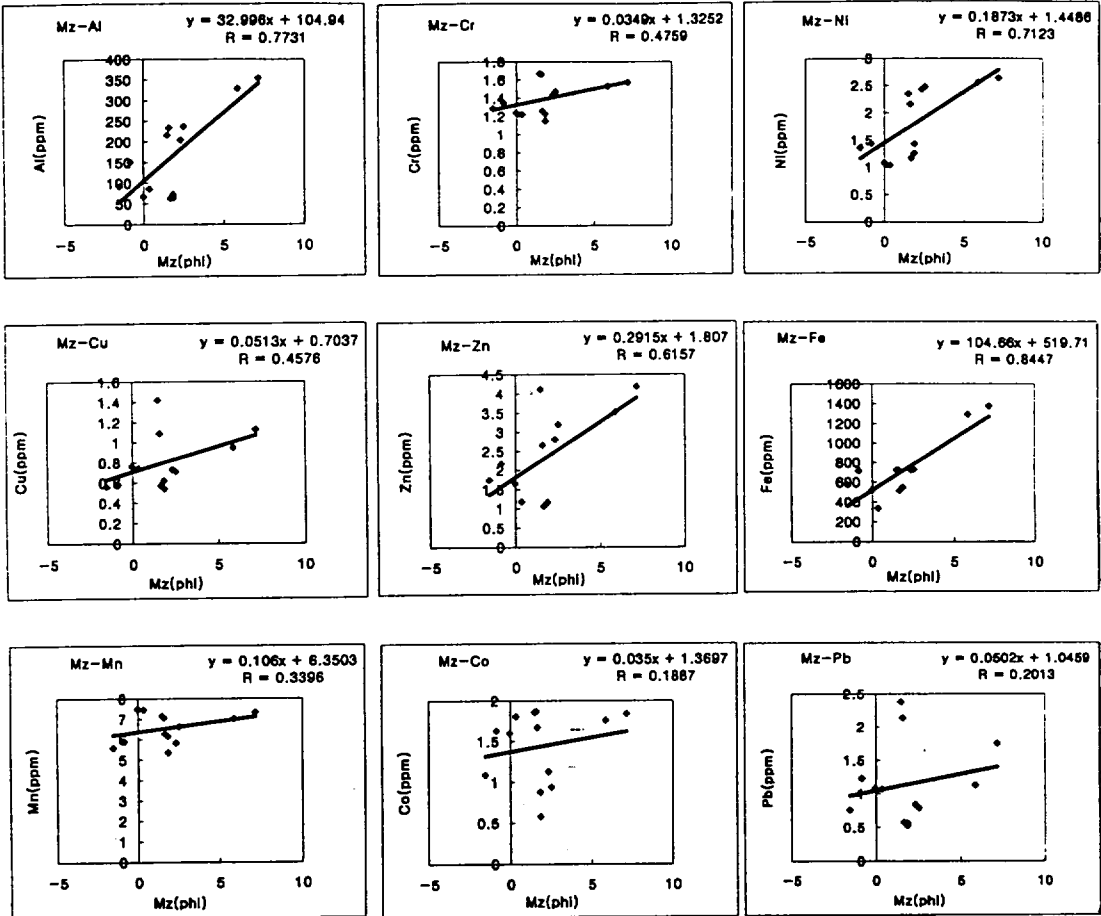 Mz-Al y = 32.996x + 104.94
R = 0.7731
400
350
300
250
200
150
100
50
0
Al(ppm)
-5 0 5 10
Mz(phi)
Mz-Cr y = 0.0349x + 1.3252
R = 0.4759
1.8
1.6
1.4
1.2
1
0.8
0.6
0.4
0.2
0
Cr(ppm)
-5 0 5 10
Mz(phi)
Mz-Ni y = 0.1873x + 1.4486
R = 0.7123
3
2.5
2
1.5
1
0.5
0
Ni(ppm)
-5 0 5 10
Mz(phi)
Mz-Cu y = 0.0513x + 0.7037
R = 0.4576
1.6
1.4
1.2
1
0.8
0.6
0.4
0.2
0
Cu(ppm)
-5 0 5 10
Mz(phi)
Mz-Zn y = 0.2915x + 1.807
R = 0.6157
4.5
4
3.5
3
2.5
2
1.5
1
0.5
0
Zn(ppm)
-5 0 5 10
Mz(phi)
Mz-Fe y = 104.66x + 519.71
R = 0.8447
1600
1400
1200
1000
800
600
400
200
0
Fe(ppm)
-5 0 5 10
Mz(phi)
Mz-Mn y = 0.106x + 6.3503
R = 0.3396
8
7
6
5
4
3
2
1
0
Mn(ppm)
-5 0 5 10
Mz(phi)
Mz-Co y = 0.035x + 1.3697
R = 0.1887
2
1.5
1
0.5
0
Co(ppm)
-5 0 5 10
Mz(phi)
Mz-Pb y = 0.0502x + 1.0459
R = 0.2013
2.5
2
1.5
1
0.5
0
Pb(ppm)
-5 0 5 10
Mz(phi)